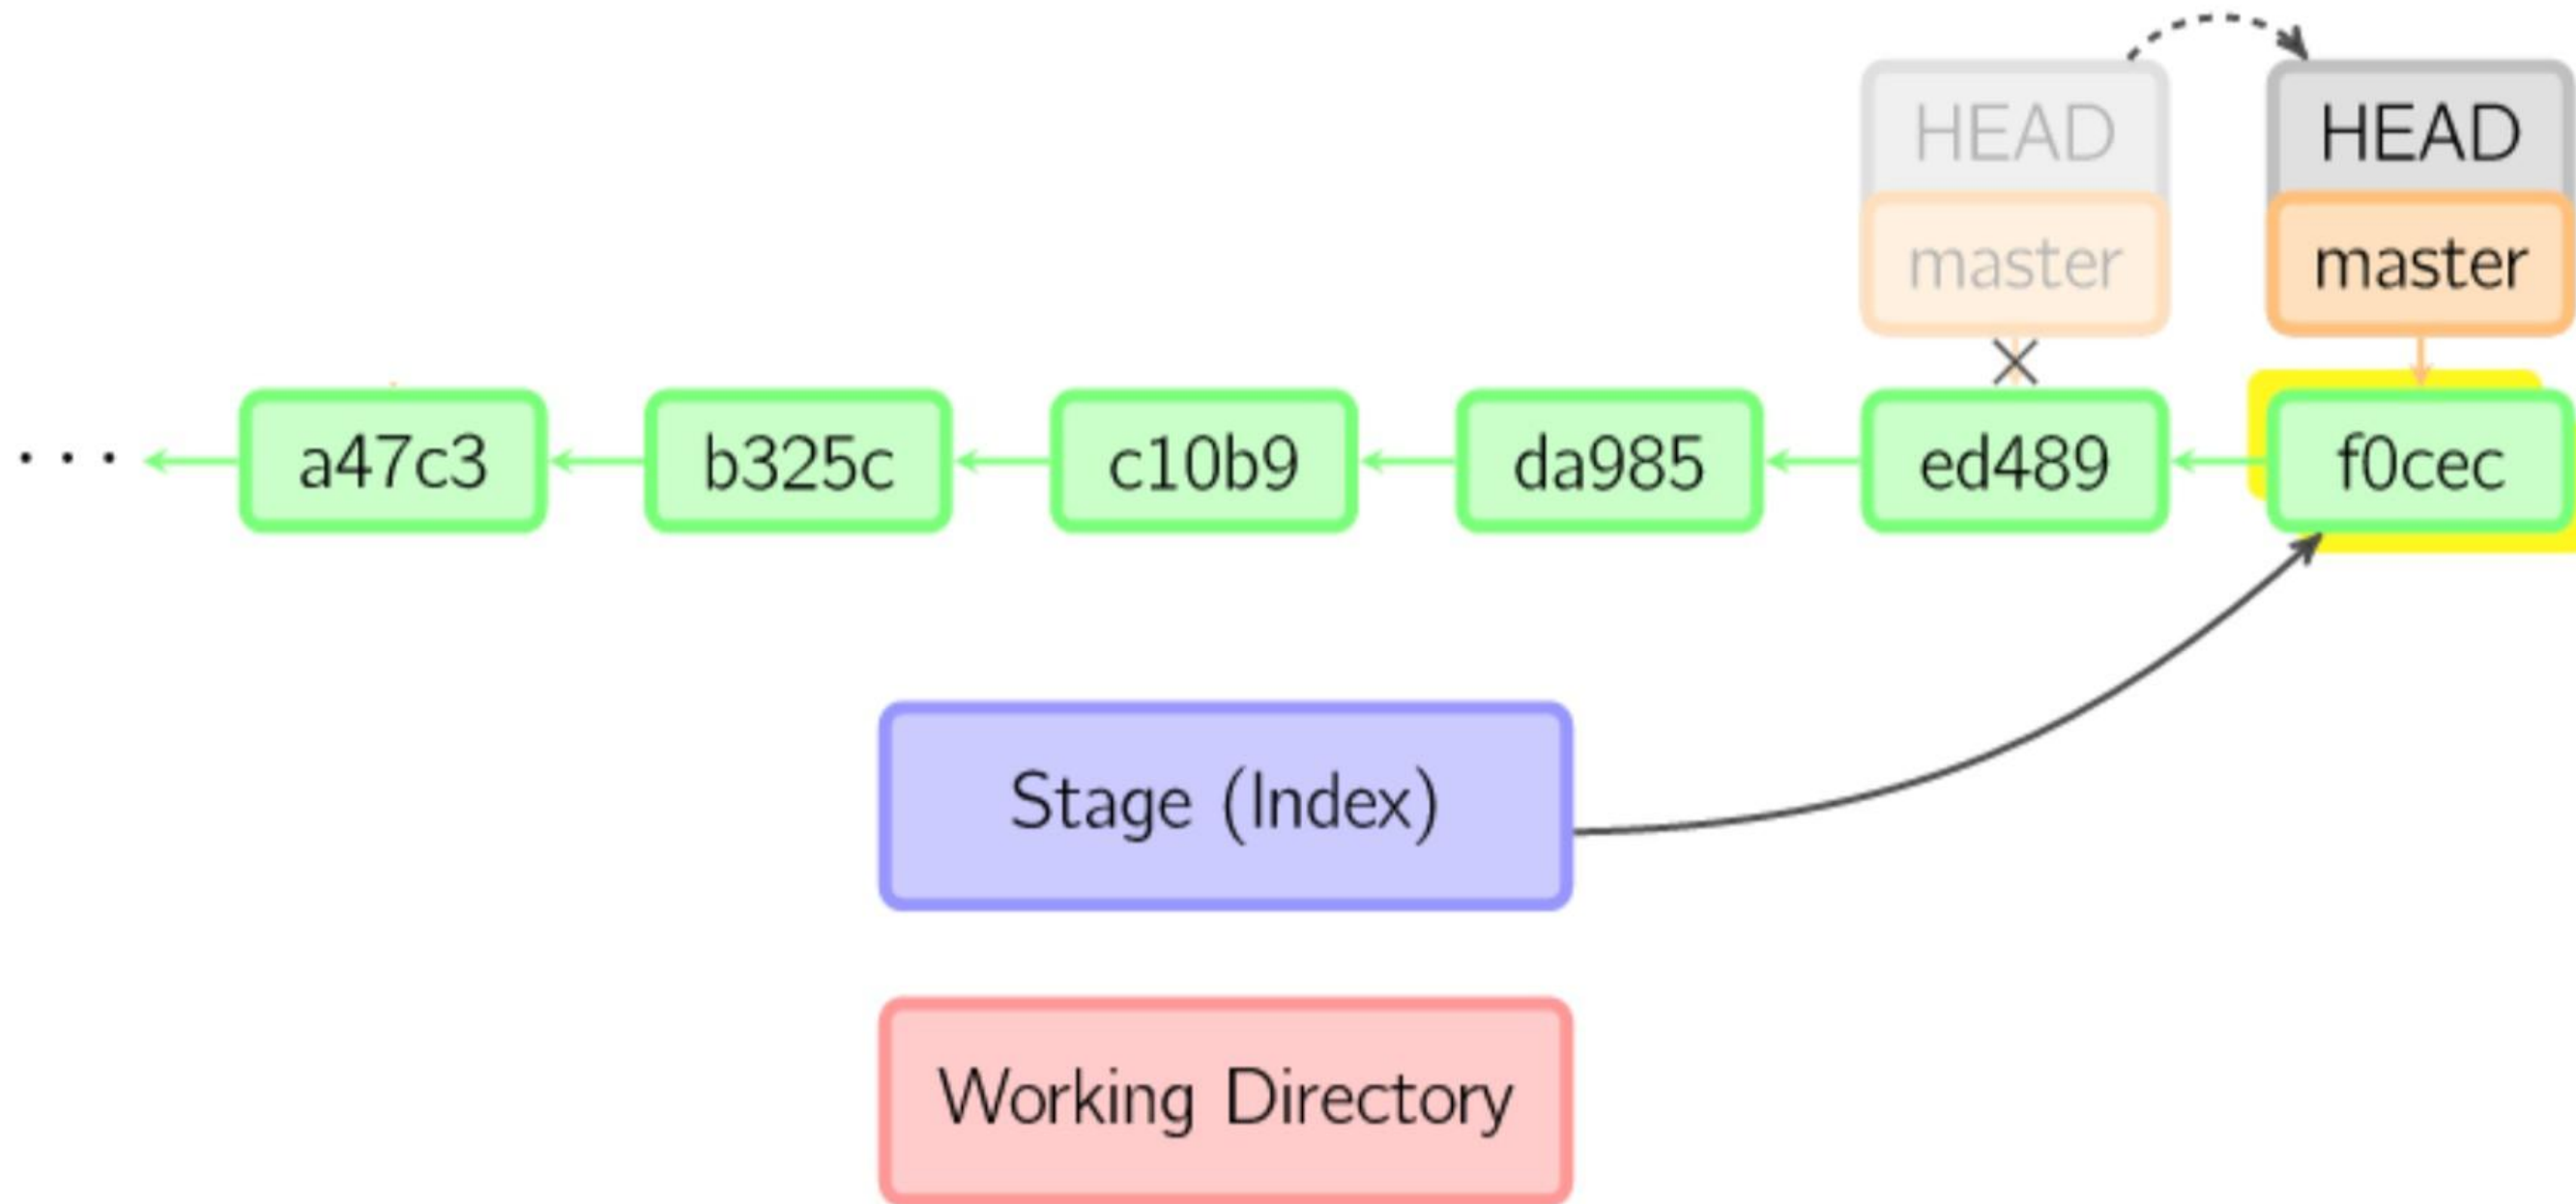 HEAD HEAD
master master
... a47c3 b325c c10b9 da985 ed489 f0cec
Stage (Index)
Working Directory